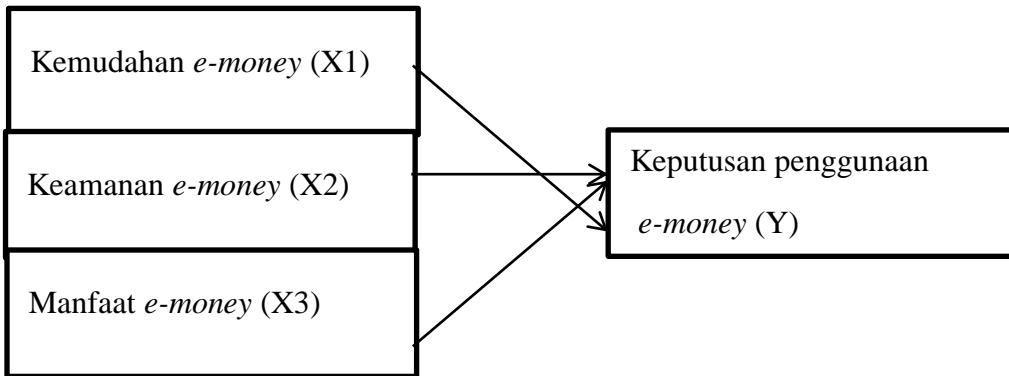 Kemudahan e-money (X1)
Keamanan e-money (X2)
Manfaat e-money (X3)
Keputusan penggunaan
e-money (Y)